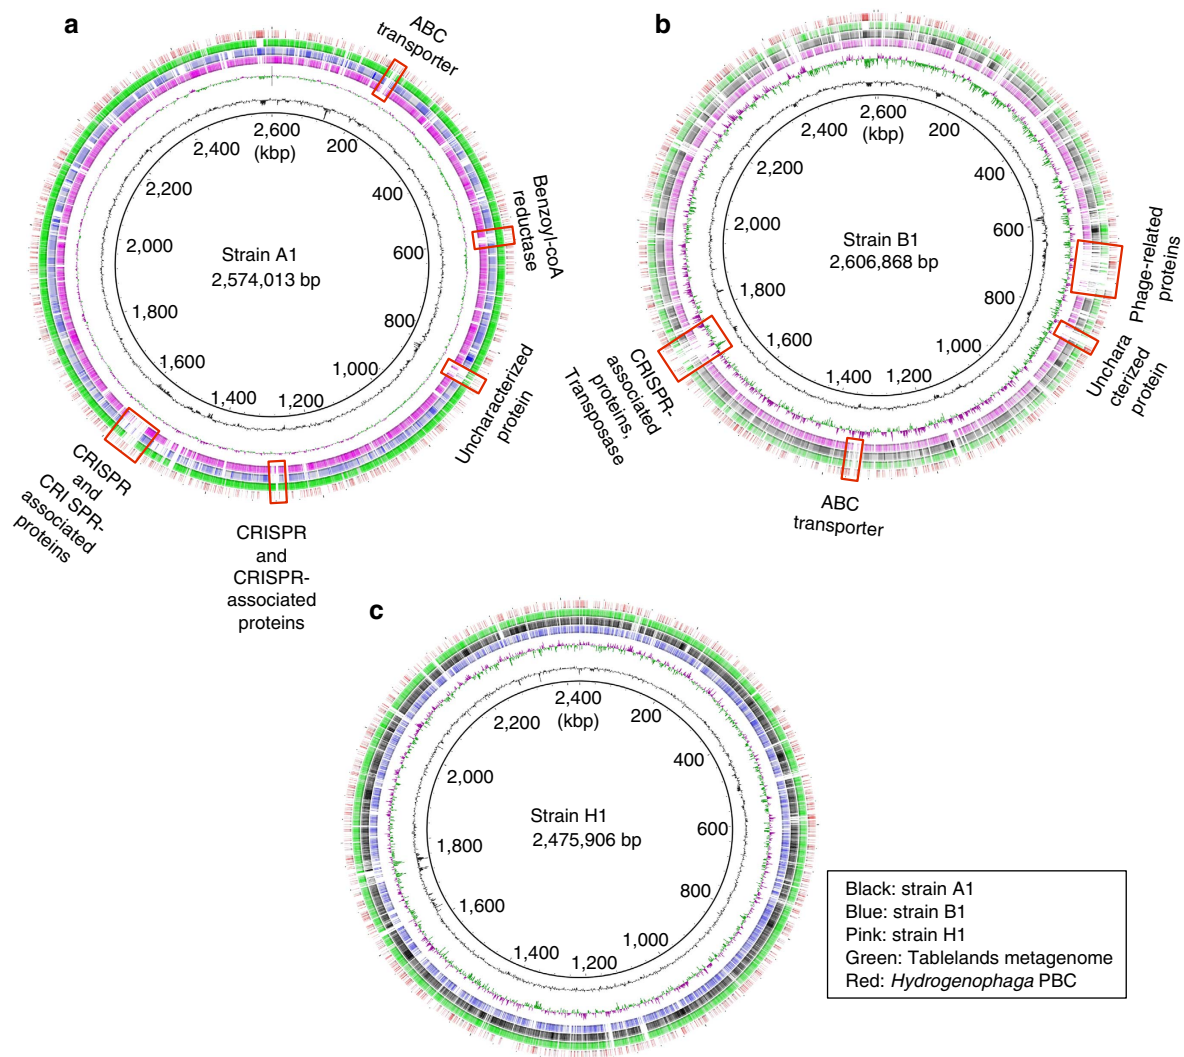 a
ABC
transporter
Benzoyl-coA
reductase
Uncharacterized
protein
CRISPR
and
CRISPR-
associated
proteins
CRISPR
and
CRI SPR-
associated
proteins
2,600
(kbp)
200
400
600
800
1,000
1,200
1,400
1,600
1,800
2,000
2,200
2,400
Strain A1
2,574,013 bp
b
Phage-related
proteins
Unchara
cterized
protein
ABC
transporter
CRISPR-
associated
proteins,
Transposase
2,600
(kbp)
200
400
600
800
1,000
1,200
1,400
1,600
1,800
2,000
2,200
2,400
Strain B1
2,606,868 bp
c
2,400
(kbp)
200
400
600
800
1,000
1,200
1,400
1,600
1,800
2,000
2,200
Strain H1
2,475,906 bp
Black: strain A1
Blue: strain B1
Pink: strain H1
Green: Tablelands metagenome
Red: Hydrogenophaga PBC